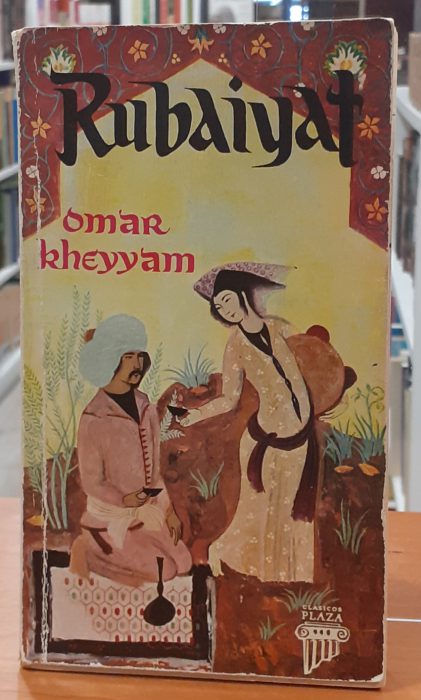 Rubaiyat
omar
kheyyam
CLASICOS
PLAZA